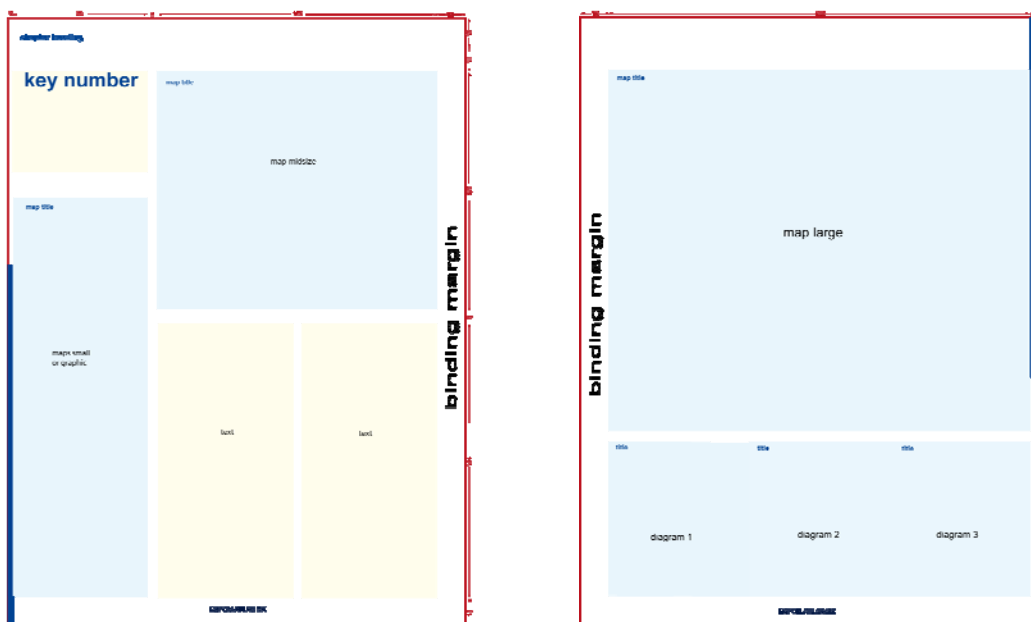 chapter heading
key number
map title
map midsize
map title
maps small
or graphic
text
text
binding margin
map title
map large
binding margin
title
title
title
diagram 1
diagram 2
diagram 3